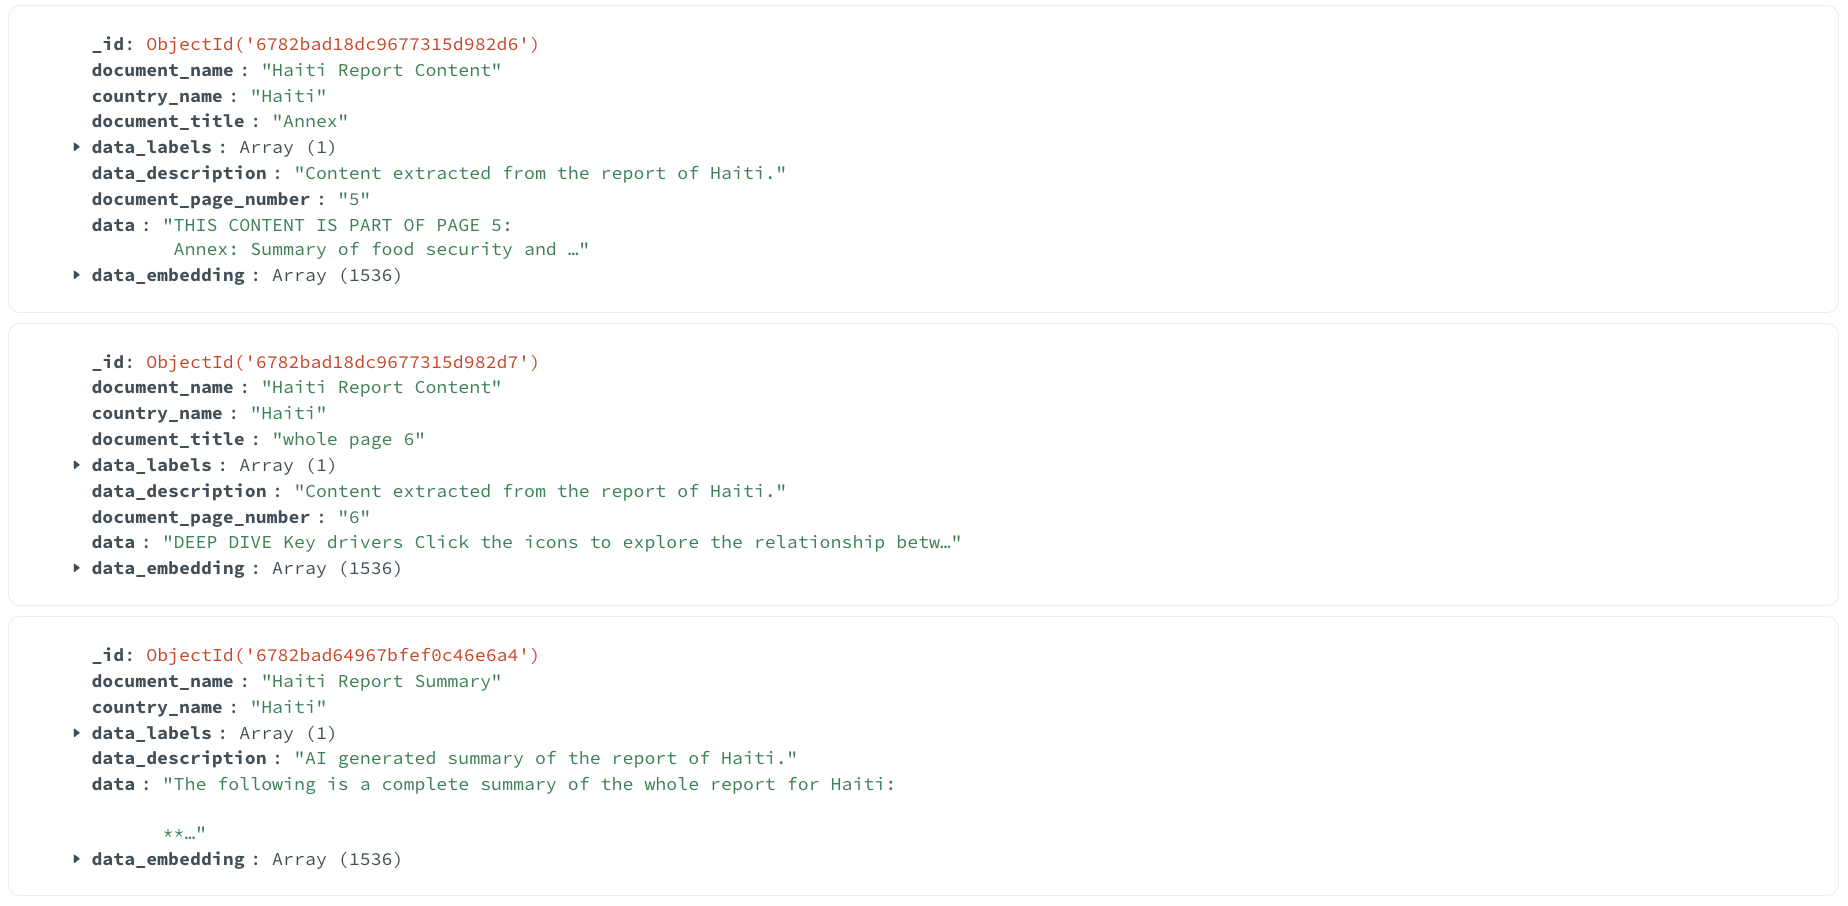 _id: ObjectId('6782bad18dc9677315d982d6')
document_name : "Haiti Report Content"
country_name : "Haiti"
document_title : "Annex"
data_labels : Array (1)
data_description : "Content extracted from the report of Haiti."
document_page_number : "5"
data : "THIS CONTENT IS PART OF PAGE 5:
Annex: Summary of food security and …"
data_embedding : Array (1536)
_id: ObjectId('6782bad18dc9677315d982d7')
document_name : "Haiti Report Content"
country_name : "Haiti"
document_title : "whole page 6"
data_labels : Array (1)
data_description : "Content extracted from the report of Haiti."
document_page_number : "6"
data : "DEEP DIVE Key drivers Click the icons to explore the relationship betw…"
data_embedding : Array (1536)
_id: ObjectId('6782bad64967bfef0c46e6a4')
document_name : "Haiti Report Summary"
country_name : "Haiti"
data_labels : Array (1)
data_description : "AI generated summary of the report of Haiti."
data : "The following is a complete summary of the whole report for Haiti:
**…"
data_embedding : Array (1536)